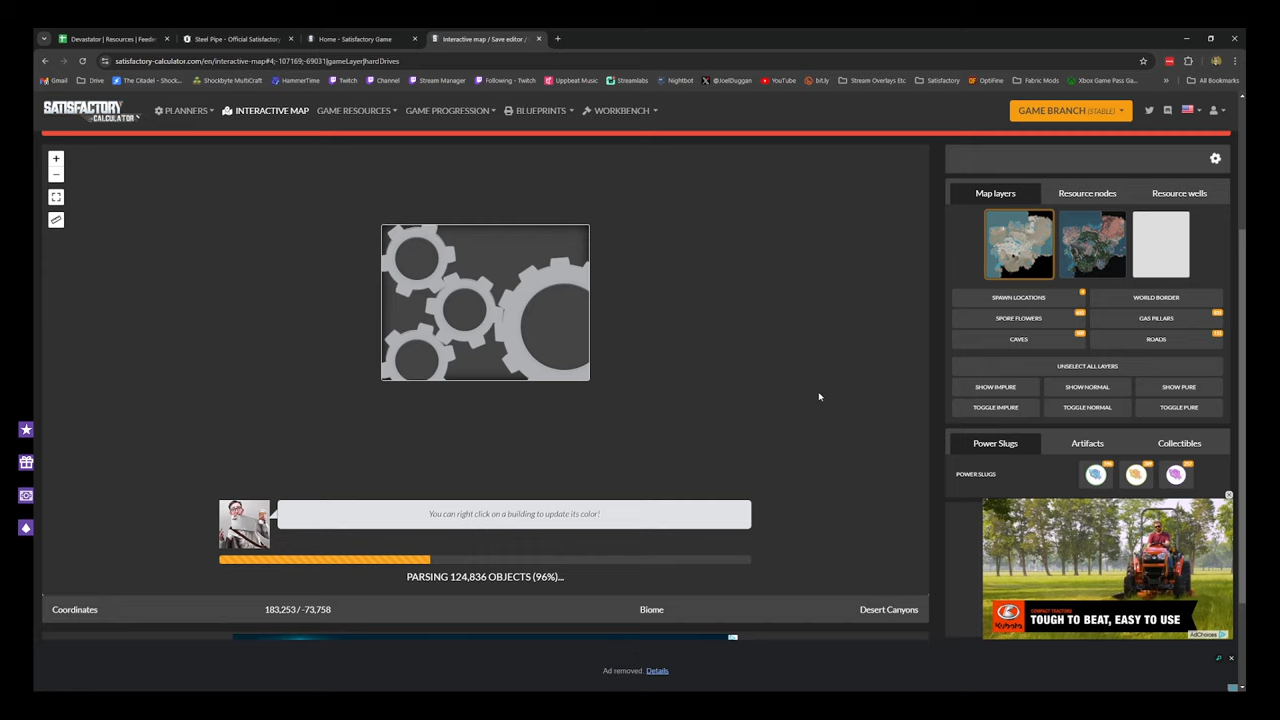 Devastator | Resources | Feede
Steel Pipe - Official Satisfactory
Home - Satisfactory Game
Interactive map / Save editor /
satisfactory-calculator.com/en/interactive-map#4;-107169;-69031|gameLayer|hardDrives
Gmail
Drive
The Citadel - Shock...
Shockbyte MultiCraft
HammerTime
Twitch
Channel
Stream Manager
Following - Twitch
Uppbeat Music
Streamlabs
Nightbot
@JoelDuggan
YouTube
bit.ly
Stream Overlays Etc
Satisfactory
OptiFine
Fabric Mods
Xbox Game Pass Gam...
»
All Bookmarks
SATISFACTORY
CALCULATOR
PLANNERS
INTERACTIVE MAP
GAME RESOURCES
GAME PROGRESSION
BLUEPRINTS
WORKBENCH
GAME BRANCH (STABLE)
+
−
Map layers
Resource nodes
Resource wells
SPAWN LOCATIONS
WORLD BORDER
SPORE FLOWERS
GAS PILLARS
CAVES
ROADS
UNSELECT ALL LAYERS
SHOW IMPURE
SHOW NORMAL
SHOW PURE
TOGGLE IMPURE
TOGGLE NORMAL
TOGGLE PURE
Power Slugs
Artifacts
Collectibles
POWER SLUGS
You can right click on a building to update its color!
PARSING 124,836 OBJECTS (96%)...
Coordinates
183,253 / -73,758
Biome
Desert Canyons
COMPACT TRACTORS
TOUGH TO BEAT, EASY TO USE
Kubota
AdChoices
Ad removed. Details